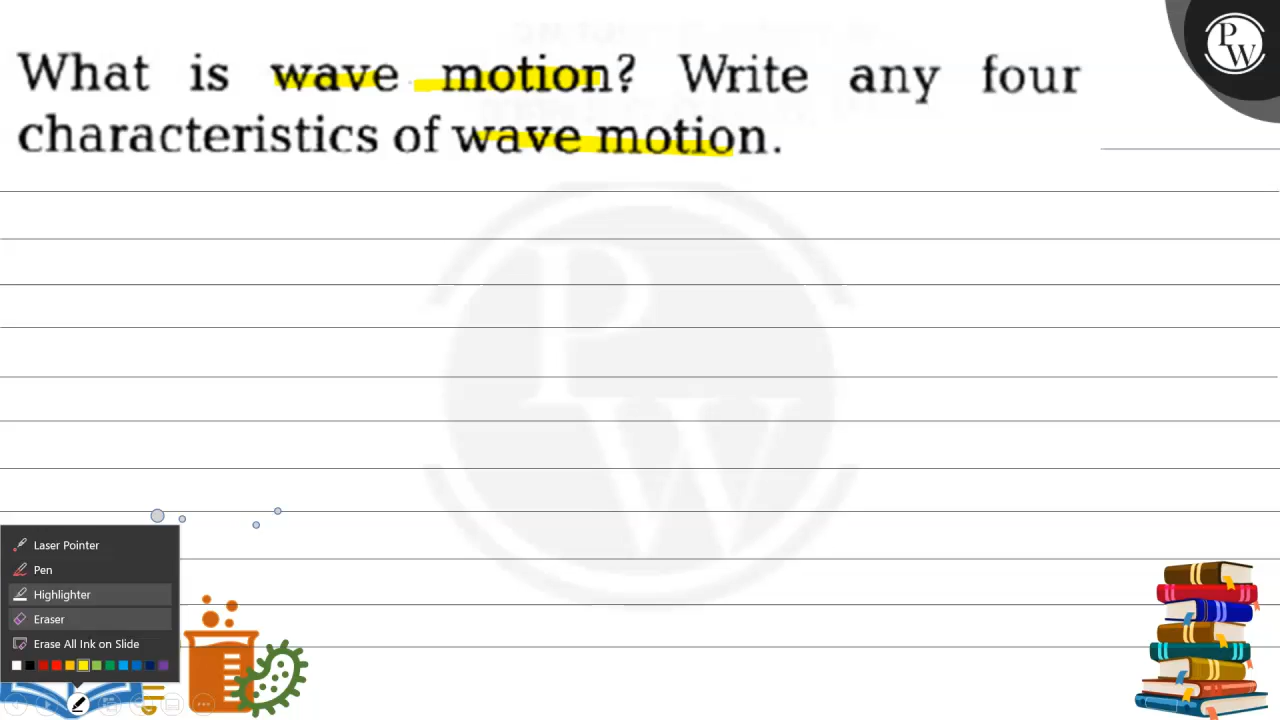 What is wave motion? Write any four
characteristics of wave motion.
P
W
P
W
Laser Pointer
Pen
Highlighter
Eraser
Erase All Ink on Slide